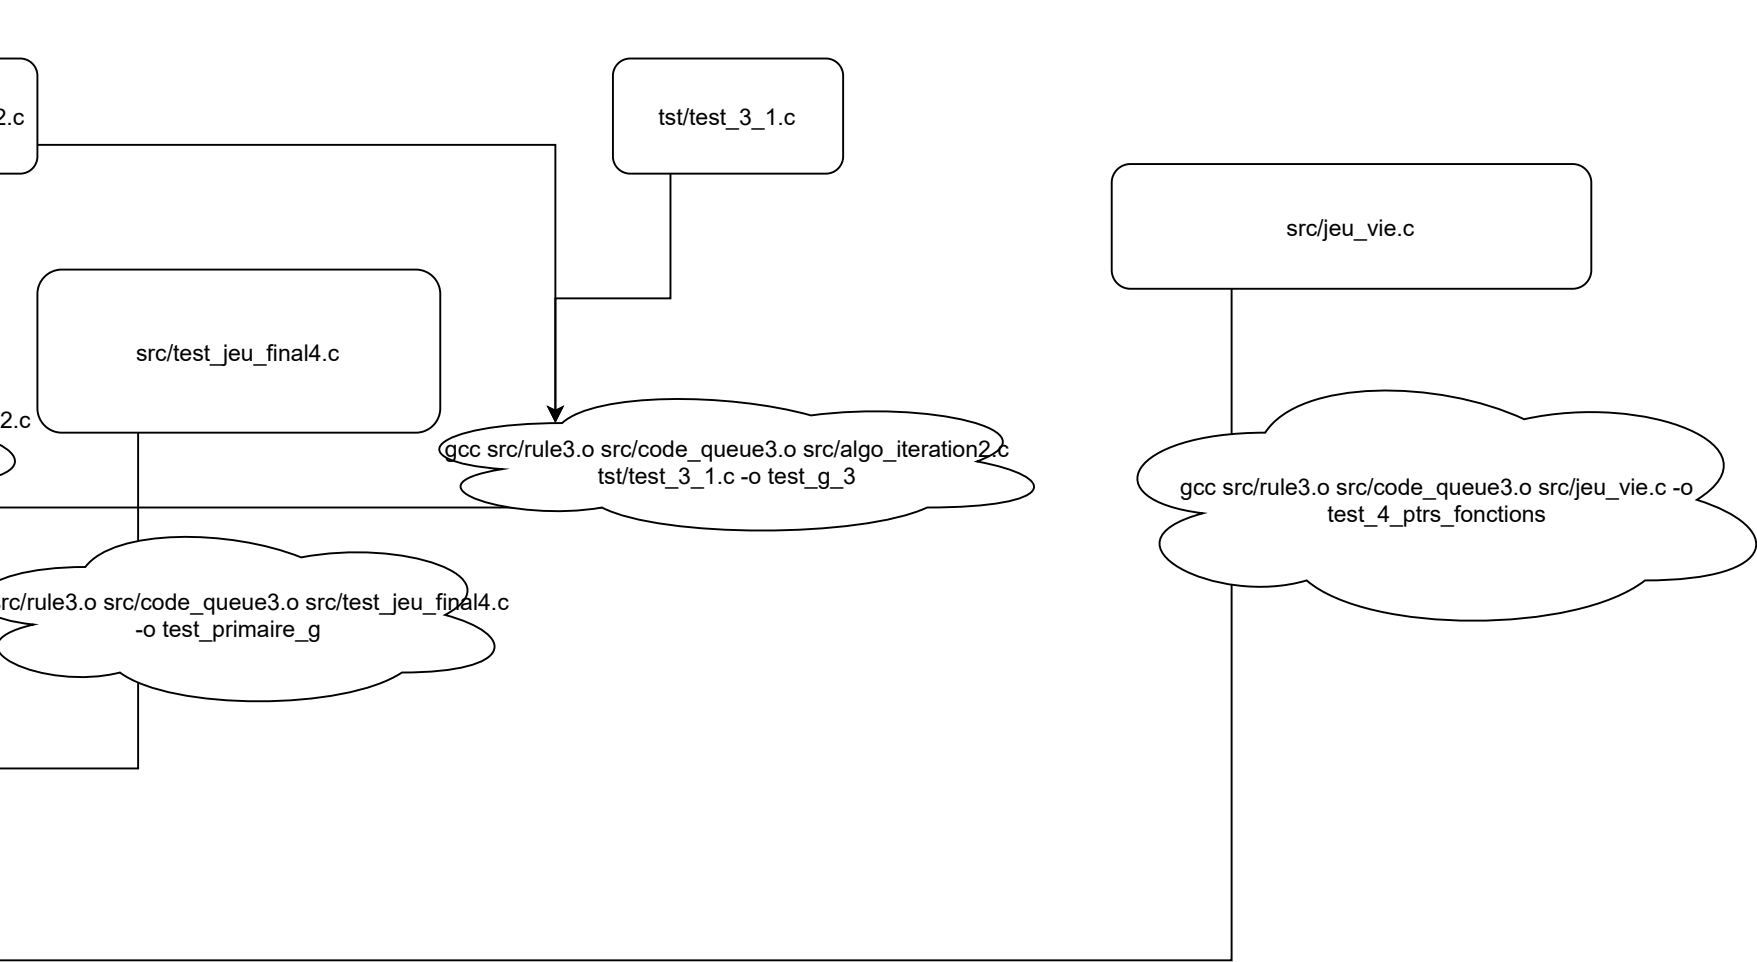 2.c
tst/test_3_1.c
src/jeu_vie.c
src/test_jeu_final4.c
2.c
gcc src/rule3.o src/code_queue3.o src/algo_iteration2.c
tst/test_3_1.c -o test_g_3
gcc src/rule3.o src/code_queue3.o src/jeu_vie.c -o
test_4_ptrs_fonctions
rc/rule3.o src/code_queue3.o src/test_jeu_final4.c
-o test_primaire_g